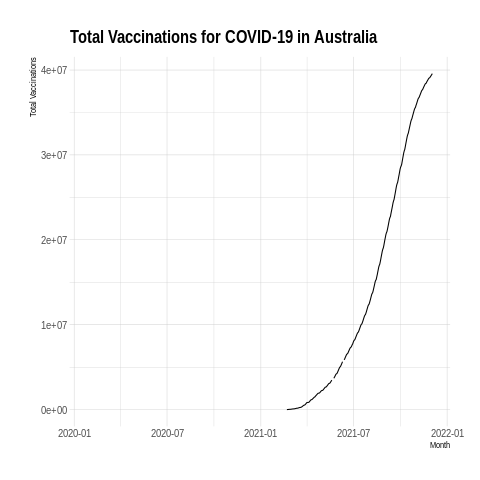 Total Vaccinations for COVID-19 in Australia
Total Vaccinations
4e+07
3e+07
2e+07
1e+07
0e+00
2020-01 2020-07 2021-01 2021-07 2022-01
Month